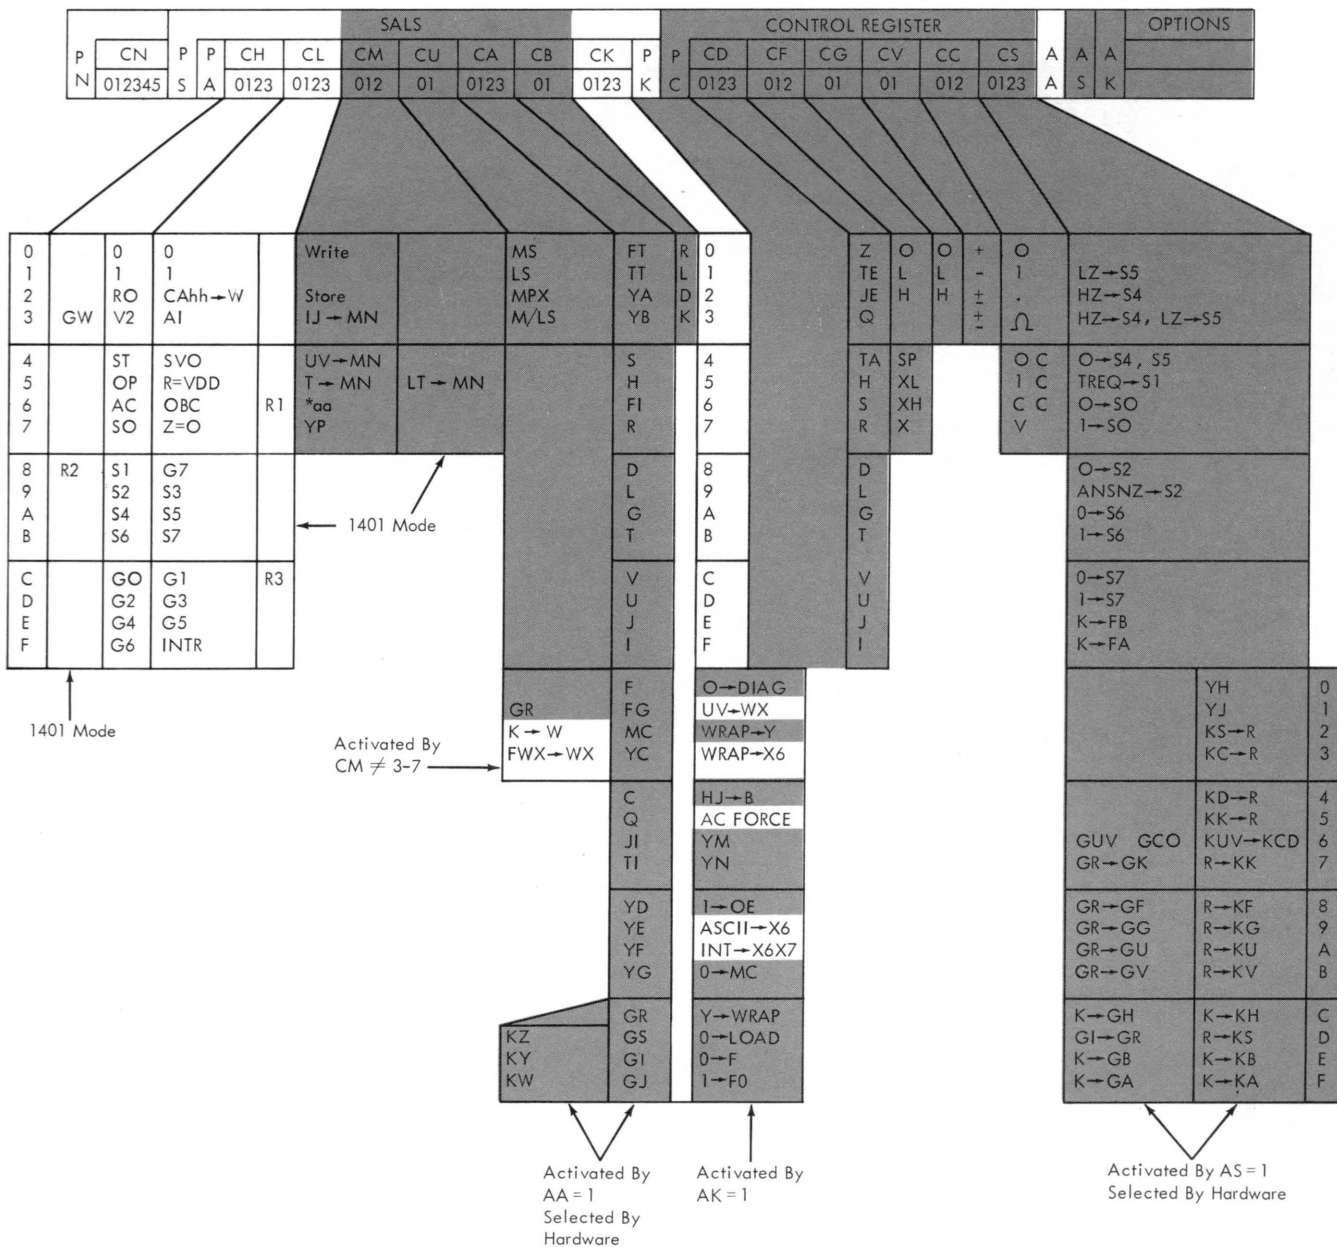 SALS CONTROL REGISTER OPTIONS
P N CN P S P A CH CL CM CU CA CB CK P K P C CD CF CG CV CC CS A A A S A K
012345 0123 0123 012 01 0123 01 0123 0123 012 01 01 012 0123
0 0 0 Write MS FT R 0 Z O O + O
1 1 1 LS TT L 1 TE L L - 1 LZ→S5
2 RO CAhh→W Store MPX YA D 2 JE H H ± . HZ→S4
3 GW V2 AI IJ→MN M/LS YB K 3 Q ± Ω HZ→S4, LZ→S5
4 ST SVO UV→MN S 4 TA SP O C O→S4, S5
5 OP R=VDD T→MN LT→MN H 5 H XL 1 C TREQ→S1
6 AC OBC R1 *aa FI 6 S XH C C O→SO
7 SO Z=O YP R 7 R X V 1→SO
8 R2 S1 G7 D 8 D O→S2
9 S2 S3 L 9 L ANSNZ→S2
A S4 S5 G A G 0→S6
B S6 S7 T B T 1→S6
1401 Mode
C GO G1 R3 V C V 0→S7
D G2 G3 U D U 1→S7
E G4 G5 J E J K→FB
F G6 INTR I F I K→FA
1401 Mode
F O→DIAG YH 0
GR FG UV→WX YJ 1
K→W MC WRAP→Y KS→R 2
FWX→WX YC WRAP→X6 KC→R 3
Activated By
CM ≠ 3-7
C HJ→B KD→R 4
Q AC FORCE KK→R 5
JI YM GUV GCO KUV→KCD 6
TI YN GR→GK R→KK 7
YD 1→OE GR→GF R→KF 8
YE ASCII→X6 GR→GG R→KG 9
YF INT→X6X7 GR→GU R→KU A
YG 0→MC GR→GV R→KV B
GR Y→WRAP K→GH K→KH C
KZ GS 0→LOAD GI→GR R→KS D
KY GI 0→F K→GB K→KB E
KW GJ 1→F0 K→GA K→KA F
Activated By
AA = 1
Selected By
Hardware
Activated By
AK = 1
Activated By AS = 1
Selected By Hardware